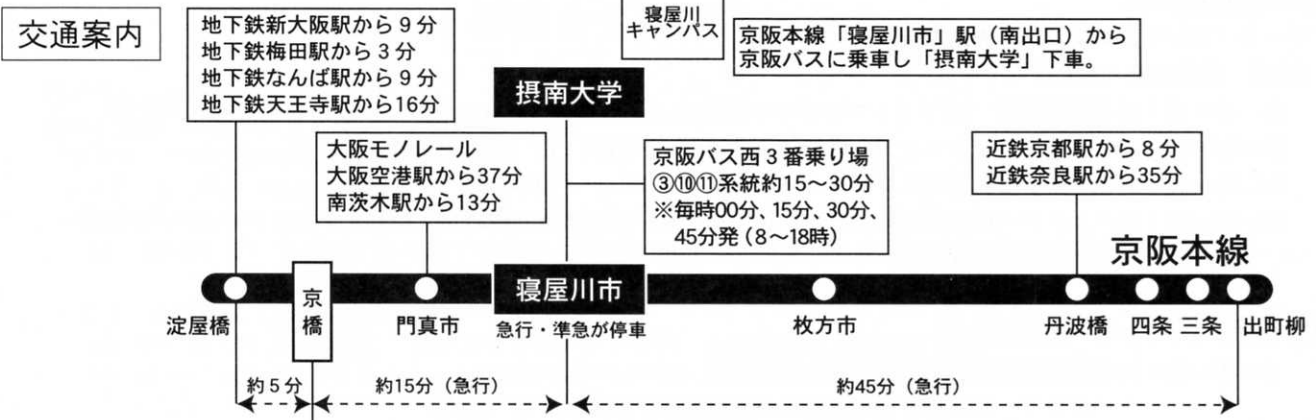 交通案内
地下鉄新大阪駅から9分
地下鉄梅田駅から3分
地下鉄なんば駅から9分
地下鉄天王寺駅から16分
寝屋川
キャンパス
京阪本線「寝屋川市」駅（南出口）から
京阪バスに乗車し「摂南大学」下車。
摂南大学
大阪モノレール
大阪空港駅から37分
南茨木駅から13分
京阪バス西3番乗り場
③⑩⑪系統約15〜30分
※毎時00分、15分、30分、
45分発（8〜18時）
近鉄京都駅から8分
近鉄奈良駅から35分
京阪本線
淀屋橋
京橋
門真市
寝屋川市
急行・準急が停車
枚方市
丹波橋
四条
三条
出町柳
約5分
約15分（急行）
約45分（急行）